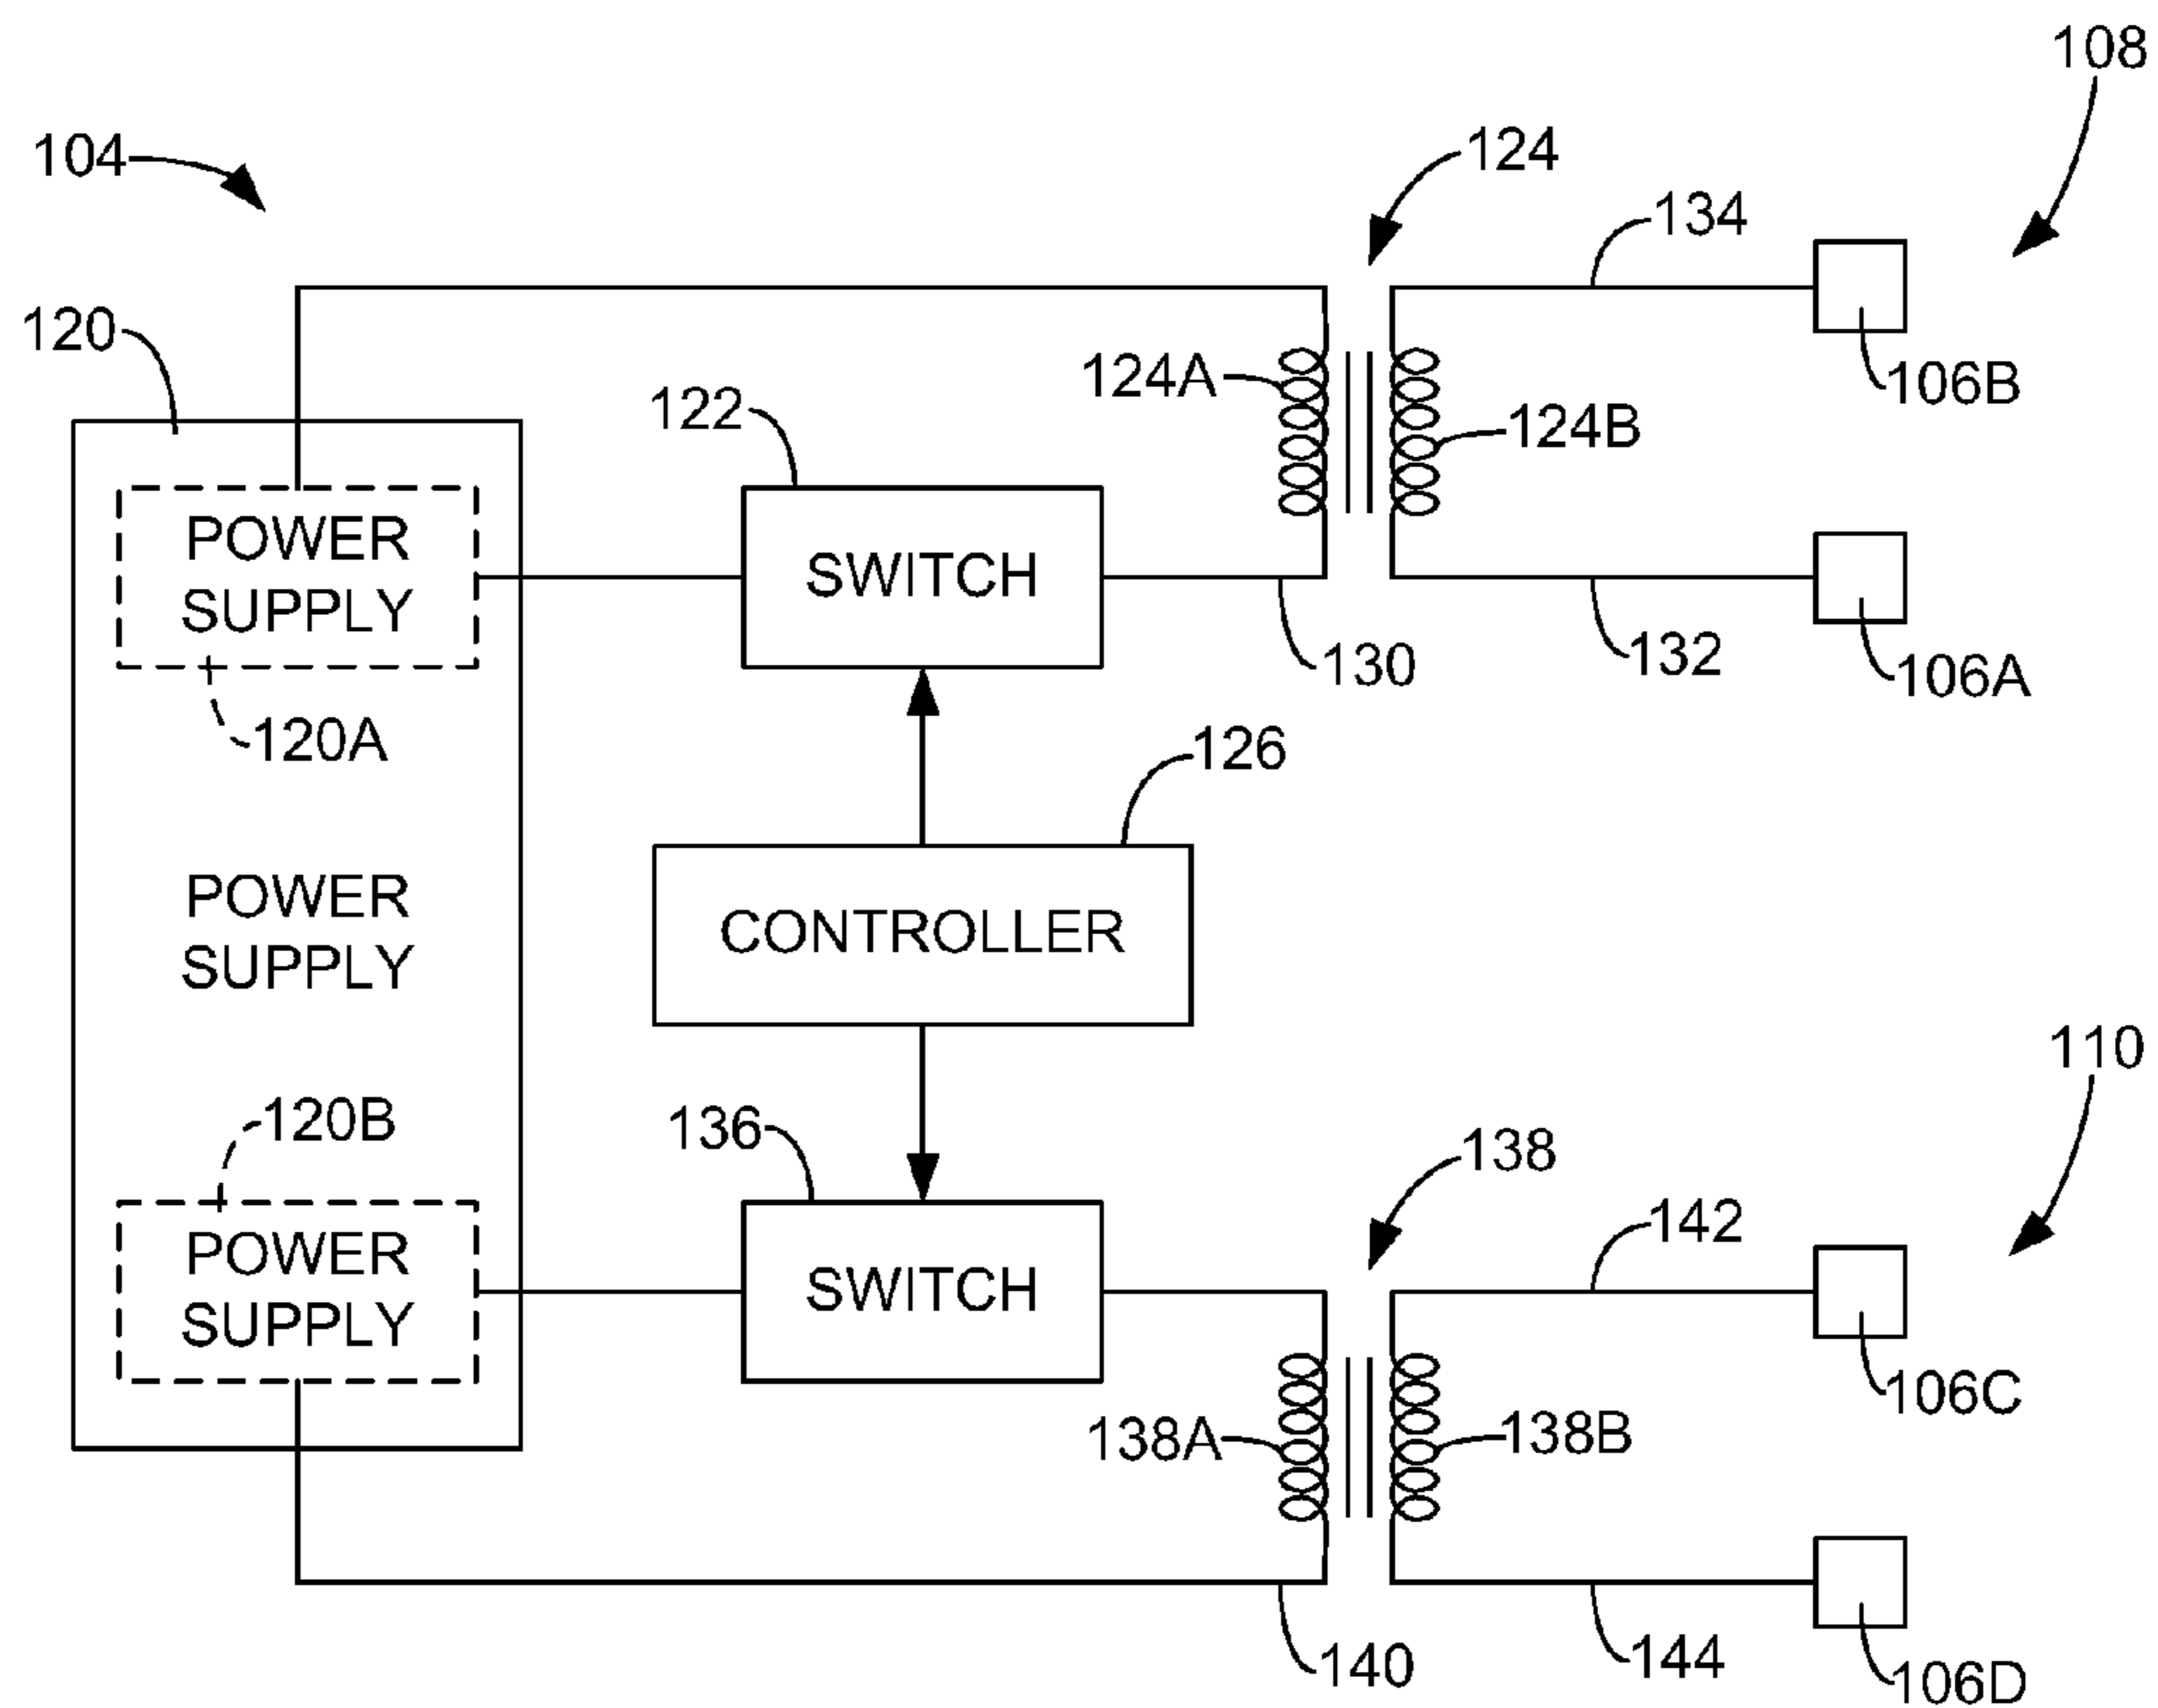 108
104
124
134
120
124A
106B
122
124B
POWER
SUPPLY
SWITCH
130
132
106A
120A
126
POWER
SUPPLY
CONTROLLER
110
120B
136
138
142
POWER
SUPPLY
SWITCH
106C
138A
138B
140
144
106D